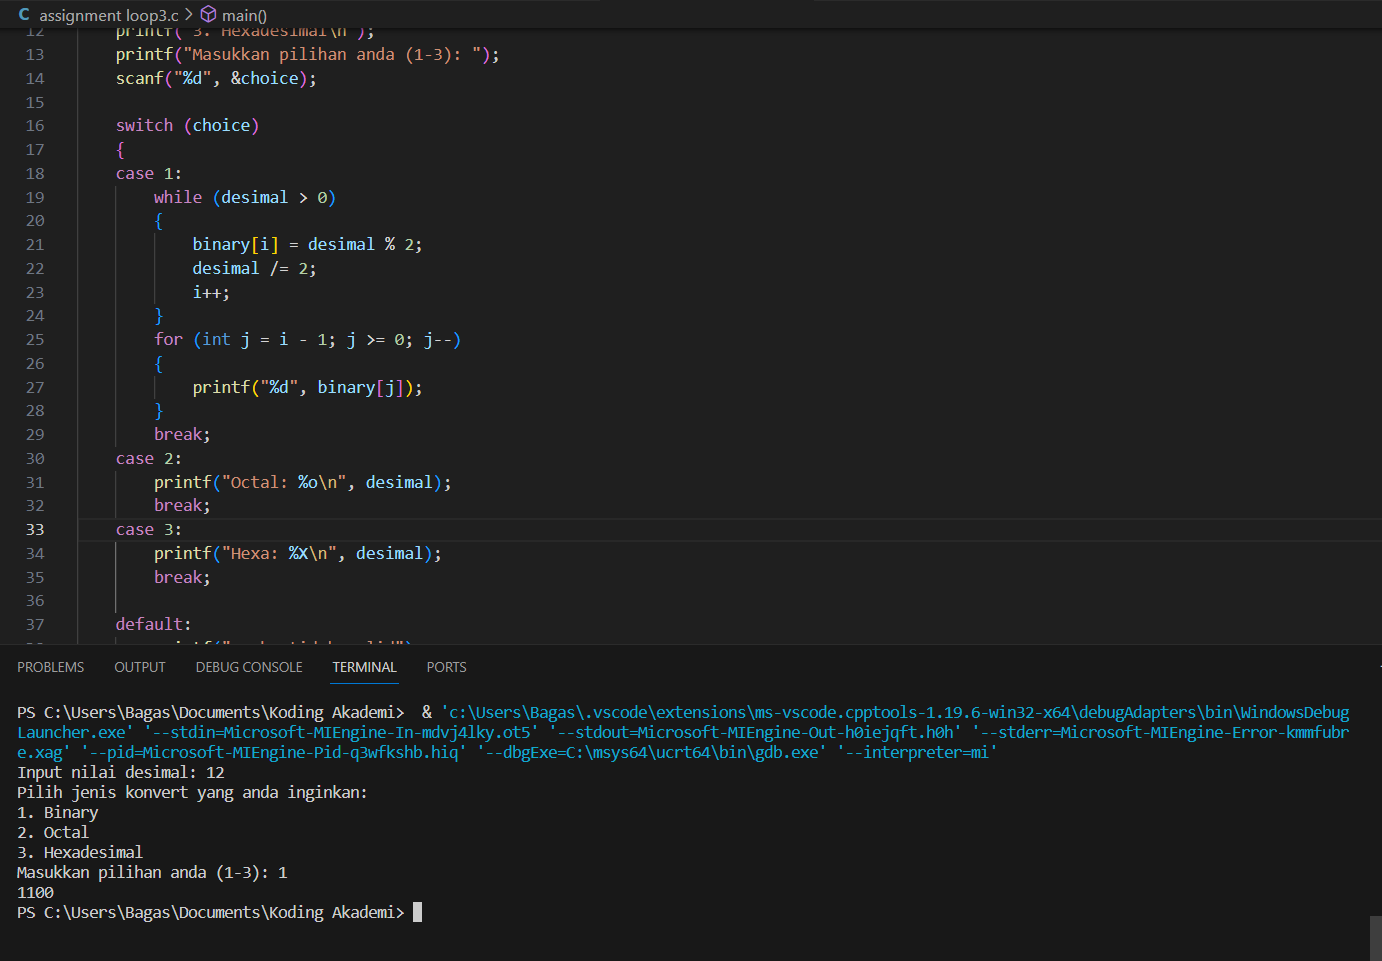 C assignment loop3.c > main()
12 printf("3. Hexadesimal\n");
13 printf("Masukkan pilihan anda (1-3): ");
14 scanf("%d", &choice);
15
16 switch (choice)
17 {
18 case 1:
19 while (desimal > 0)
20 {
21 binary[i] = desimal % 2;
22 desimal /= 2;
23 i++;
24 }
25 for (int j = i - 1; j >= 0; j--)
26 {
27 printf("%d", binary[j]);
28 }
29 break;
30 case 2:
31 printf("Octal: %o\n", desimal);
32 break;
33 case 3:
34 printf("Hexa: %X\n", desimal);
35 break;
36
37 default:
PROBLEMS OUTPUT DEBUG CONSOLE TERMINAL PORTS
PS C:\Users\Bagas\Documents\Koding Akademi> & 'c:\Users\Bagas\.vscode\extensions\ms-vscode.cpptools-1.19.6-win32-x64\debugAdapters\bin\WindowsDebug
Launcher.exe' '--stdin=Microsoft-MIEngine-In-mdvj4lky.ot5' '--stdout=Microsoft-MIEngine-Out-h0iejqft.h0h' '--stderr=Microsoft-MIEngine-Error-kmmfubr
e.xag' '--pid=Microsoft-MIEngine-Pid-q3wfkshb.hiq' '--dbgExe=C:\msys64\ucrt64\bin\gdb.exe' '--interpreter=mi'
Input nilai desimal: 12
Pilih jenis konvert yang anda inginkan:
1. Binary
2. Octal
3. Hexadesimal
Masukkan pilihan anda (1-3): 1
1100
PS C:\Users\Bagas\Documents\Koding Akademi>